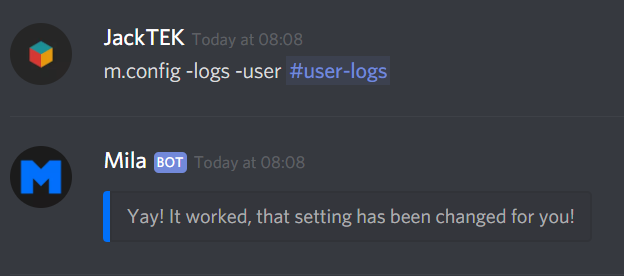 JackTEK Today at 08:08
m.config -logs -user #user-logs
M
Mila BOT Today at 08:08
Yay! It worked, that setting has been changed for you!